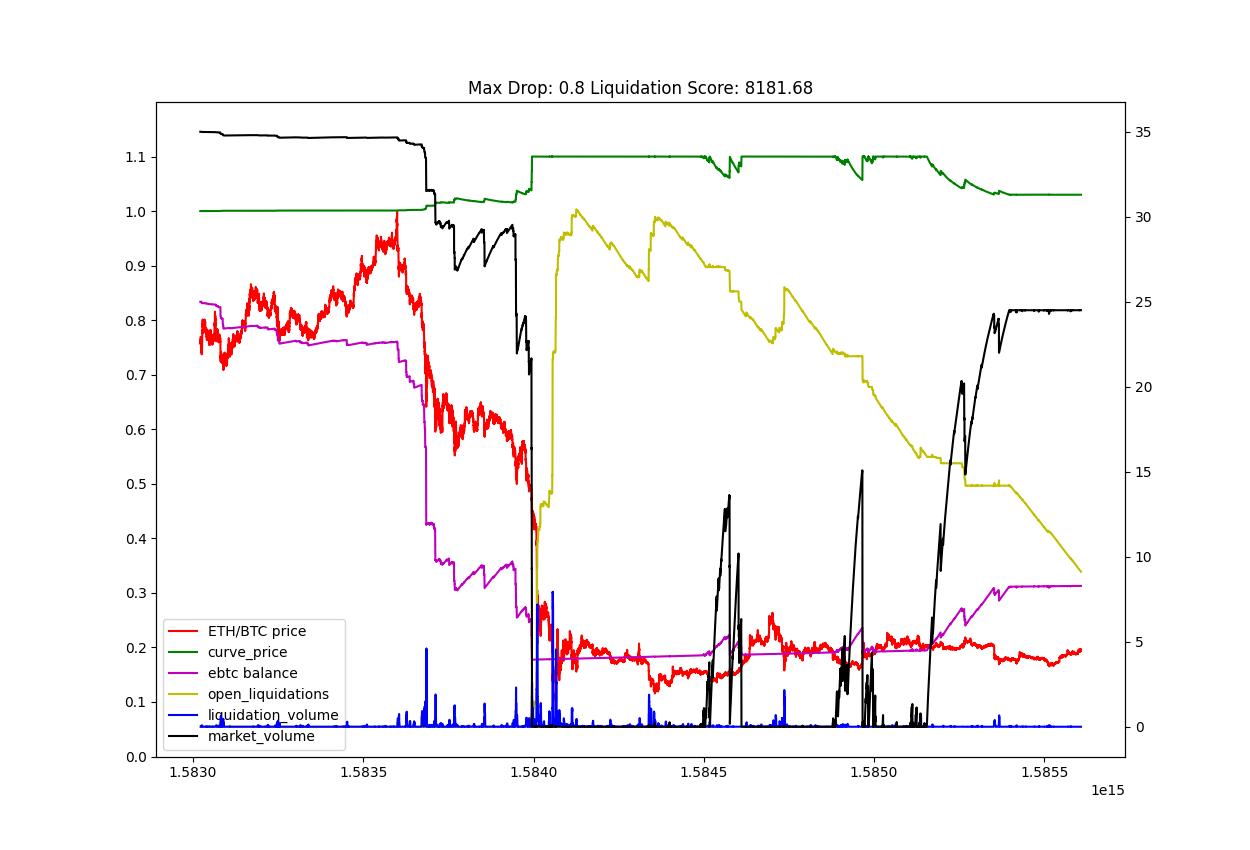 Max Drop: 0.8 Liquidation Score: 8181.68
1.1
1.0
0.9
0.8
0.7
0.6
0.5
0.4
0.3
0.2
0.1
0.0
35
30
25
20
15
10
5
0
ETH/BTC price
curve_price
ebtc balance
open_liquidations
liquidation_volume
market_volume
1.5830 1.5835 1.5840 1.5845 1.5850 1.5855
1e15